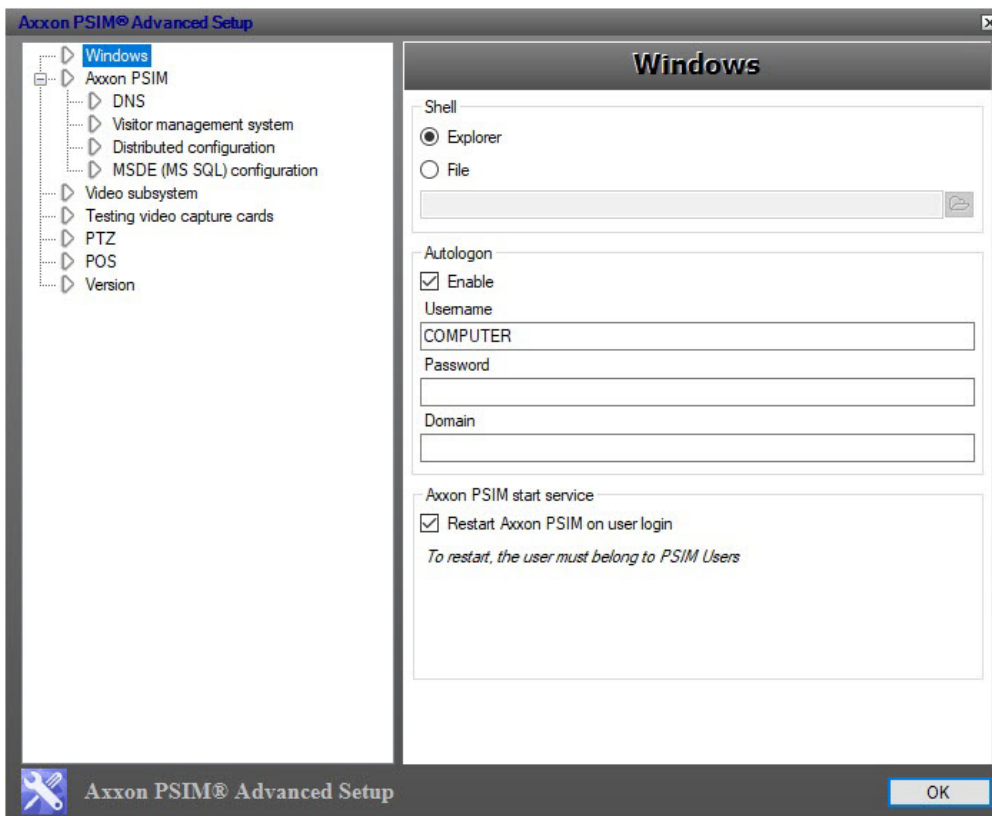 Axxon PSIM® Advanced Setup
Windows
Axxon PSIM
DNS
Visitor management system
Distributed configuration
MSDE (MS SQL) configuration
Video subsystem
Testing video capture cards
PTZ
POS
Version
Windows
Shell
Explorer
File
Autologon
Enable
Username
COMPUTER
Password
Domain
Axxon PSIM start service
Restart Axxon PSIM on user login
To restart, the user must belong to PSIM Users
Axxon PSIM® Advanced Setup
OK